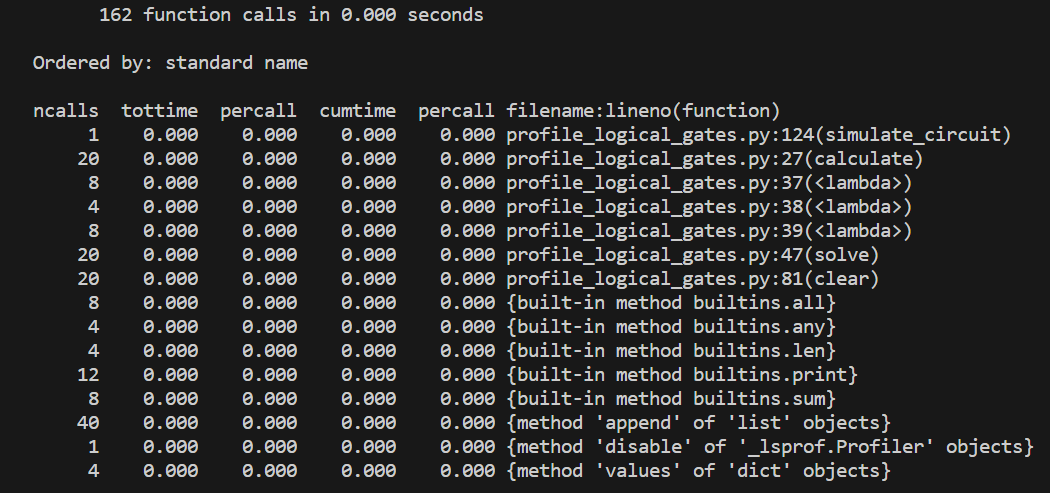 162 function calls in 0.000 seconds
Ordered by: standard name
ncalls tottime percall cumtime percall filename:lineno(function)
1 0.000 0.000 0.000 0.000 profile_logical_gates.py:124(simulate_circuit)
20 0.000 0.000 0.000 0.000 profile_logical_gates.py:27(calculate)
8 0.000 0.000 0.000 0.000 profile_logical_gates.py:37(<lambda>)
4 0.000 0.000 0.000 0.000 profile_logical_gates.py:38(<lambda>)
8 0.000 0.000 0.000 0.000 profile_logical_gates.py:39(<lambda>)
20 0.000 0.000 0.000 0.000 profile_logical_gates.py:47(solve)
20 0.000 0.000 0.000 0.000 profile_logical_gates.py:81(clear)
8 0.000 0.000 0.000 0.000 {built-in method builtins.all}
4 0.000 0.000 0.000 0.000 {built-in method builtins.any}
4 0.000 0.000 0.000 0.000 {built-in method builtins.len}
12 0.000 0.000 0.000 0.000 {built-in method builtins.print}
8 0.000 0.000 0.000 0.000 {built-in method builtins.sum}
40 0.000 0.000 0.000 0.000 {method 'append' of 'list' objects}
1 0.000 0.000 0.000 0.000 {method 'disable' of '_lsprof.Profiler' objects}
4 0.000 0.000 0.000 0.000 {method 'values' of 'dict' objects}